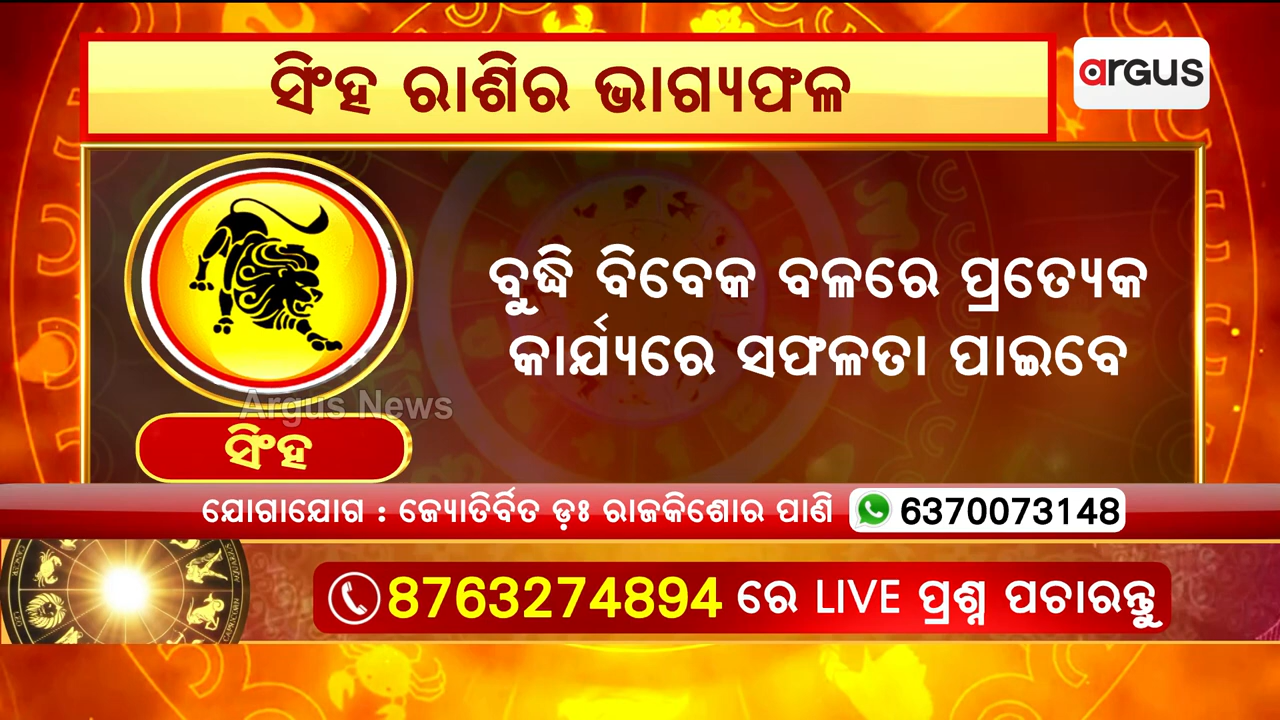 ସିଂହ ରାଶିର ଭାଗ୍ୟଫଳ
argus
ବୁଦ୍ଧି ବିବେକ ବଳରେ ପ୍ରତ୍ୟେକ
କାର୍ଯ୍ୟରେ ସଫଳତା ପାଇବେ
Argus News
ସିଂହ
ଯୋଗାଯୋଗ : ଜ୍ୟୋତିର୍ବିତ ଡ଼ଃ ରାଜକିଶୋର ପାଣି 6370073148
8763274894 ରେ LIVE ପ୍ରଶ୍ନ ପଚାରନ୍ତୁ